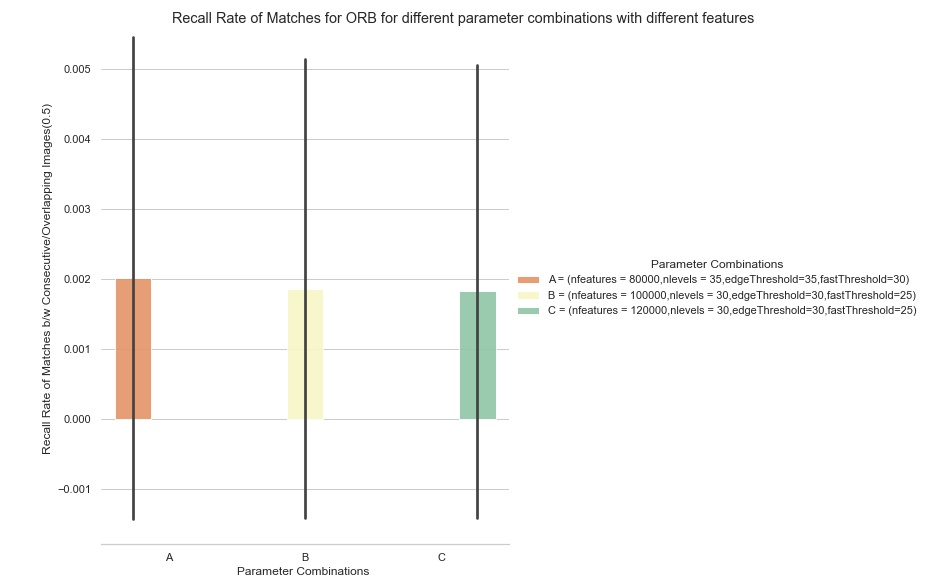 Recall Rate of Matches for ORB for different parameter combinations with different features
Recall Rate of Matches b/w Consecutive/Overlapping Images(0.5)
0.005
0.004
0.003
0.002
0.001
0.000
−0.001
A B C
Parameter Combinations
Parameter Combinations
A = (nfeatures = 80000,nlevels = 35,edgeThreshold=35,fastThreshold=30)
B = (nfeatures = 100000,nlevels = 30,edgeThreshold=30,fastThreshold=25)
C = (nfeatures = 120000,nlevels = 30,edgeThreshold=30,fastThreshold=25)